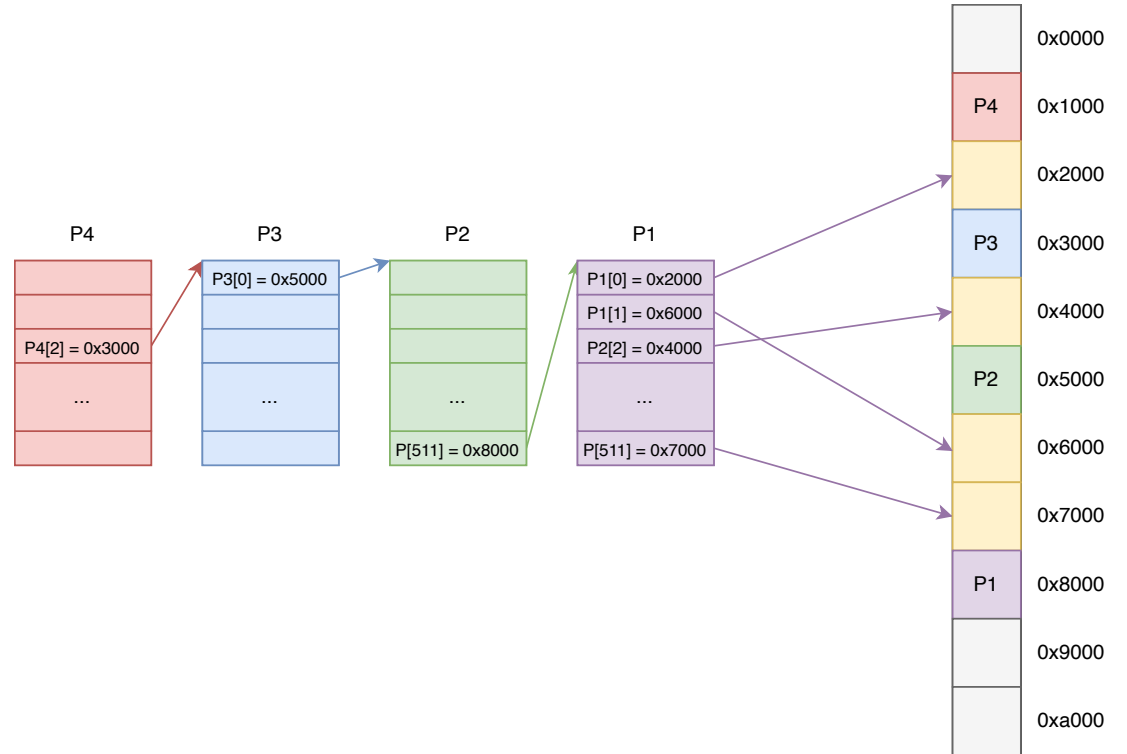 P4
P4[2] = 0x3000
...
P3
P3[0] = 0x5000
...
P2
...
P[511] = 0x8000
P1
P1[0] = 0x2000
P1[1] = 0x6000
P2[2] = 0x4000
...
P[511] = 0x7000
0x0000
P4 0x1000
0x2000
P3 0x3000
0x4000
P2 0x5000
0x6000
0x7000
P1 0x8000
0x9000
0xa000